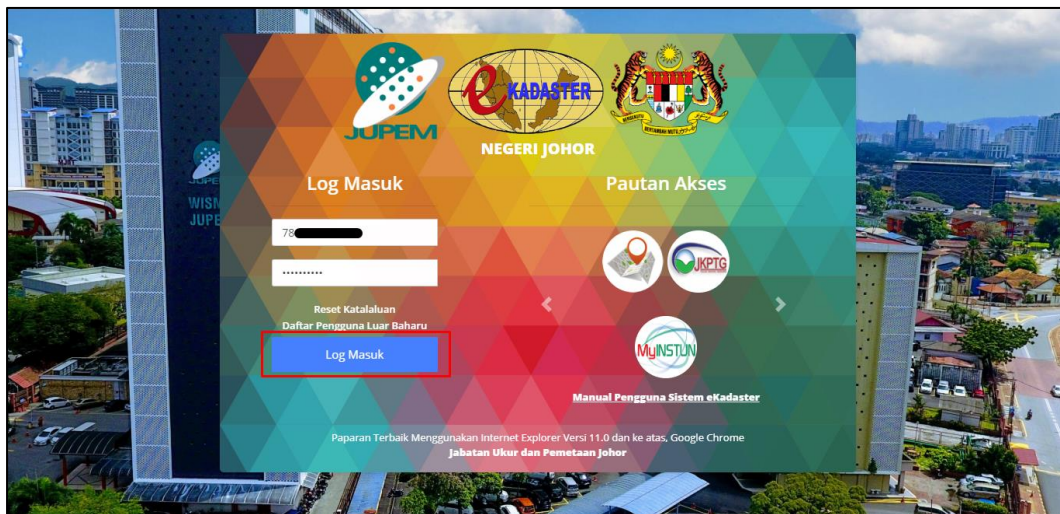 JUPEM
e KADASTER
NEGERI JOHOR
Log Masuk
78
..........
Reset Katalaluan
Daftar Pengguna Luar Baharu
Log Masuk
Pautan Akses
JKPTG
MyINSTUN
Manual Pengguna Sistem eKadaster
Paparan Terbaik Menggunakan Internet Explorer Versi 11.0 dan ke atas, Google Chrome
Jabatan Ukur dan Pemetaan Johor